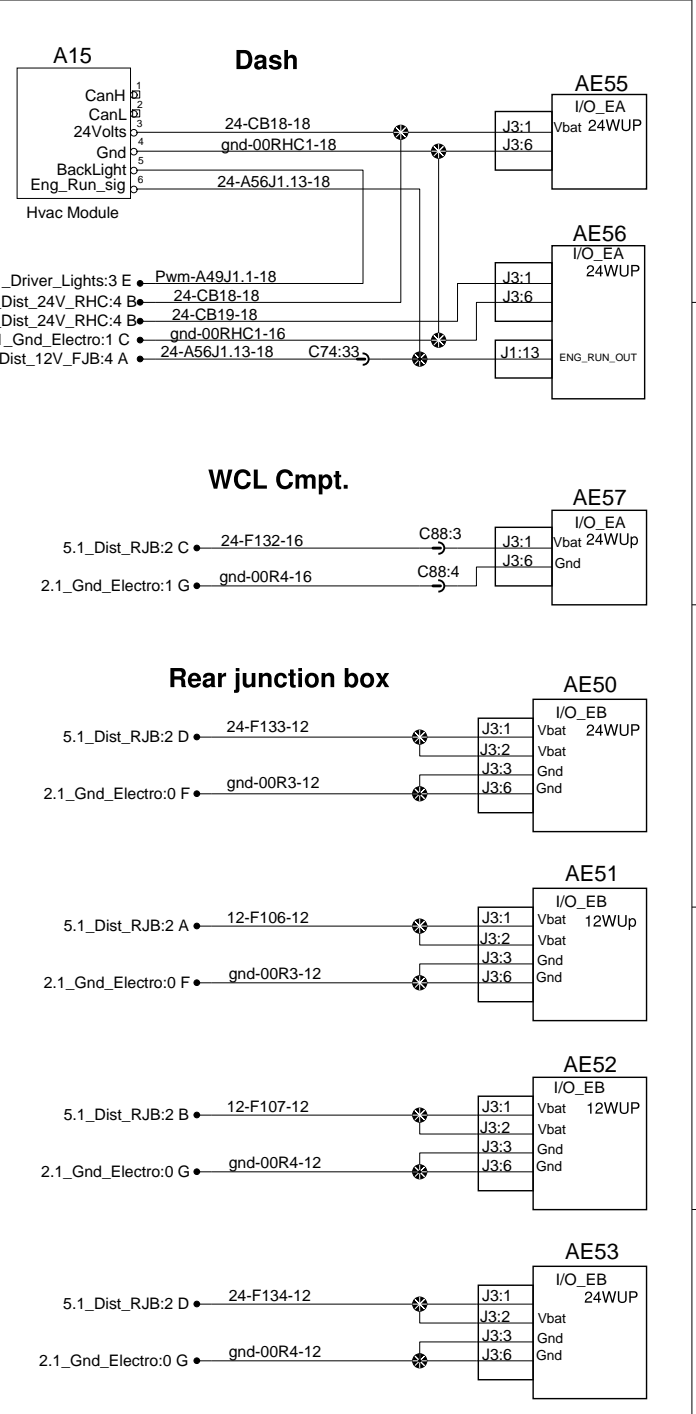 Dash
A15
CanH 1
CanL 2
24Volts 3
Gnd 4
BackLight 5
Eng_Run_sig 6
Hvac Module
24-CB18-18
gnd-00RHC1-18
24-A56J1.13-18
AE55
I/O_EA
J3:1 Vbat 24WUP
J3:6
AE56
I/O_EA
24WUP
J3:1
J3:6
J1:13 ENG_RUN_OUT
_Driver_Lights:3 E Pwm-A49J1.1-18
_Dist_24V_RHC:4 B 24-CB18-18
_Dist_24V_RHC:4 B 24-CB19-18
1_Gnd_Electro:1 C gnd-00RHC1-16
Dist_12V_FJB:4 A 24-A56J1.13-18 C74:33
WCL Cmpt.
AE57
I/O_EA
5.1_Dist_RJB:2 C 24-F132-16 C88:3 J3:1 Vbat 24WUp
2.1_Gnd_Electro:1 G gnd-00R4-16 C88:4 J3:6 Gnd
Rear junction box
AE50
I/O_EB
5.1_Dist_RJB:2 D 24-F133-12 J3:1 Vbat 24WUP
J3:2 Vbat
J3:3 Gnd
2.1_Gnd_Electro:0 F gnd-00R3-12 J3:6 Gnd
AE51
I/O_EB
5.1_Dist_RJB:2 A 12-F106-12 J3:1 Vbat 12WUp
J3:2 Vbat
J3:3 Gnd
2.1_Gnd_Electro:0 F gnd-00R3-12 J3:6 Gnd
AE52
I/O_EB
5.1_Dist_RJB:2 B 12-F107-12 J3:1 Vbat 12WUP
J3:2 Vbat
J3:3 Gnd
2.1_Gnd_Electro:0 G gnd-00R4-12 J3:6 Gnd
AE53
I/O_EB
24WUP
5.1_Dist_RJB:2 D 24-F134-12 J3:1
J3:2 Vbat
J3:3 Gnd
2.1_Gnd_Electro:0 G gnd-00R4-12 J3:6 Gnd